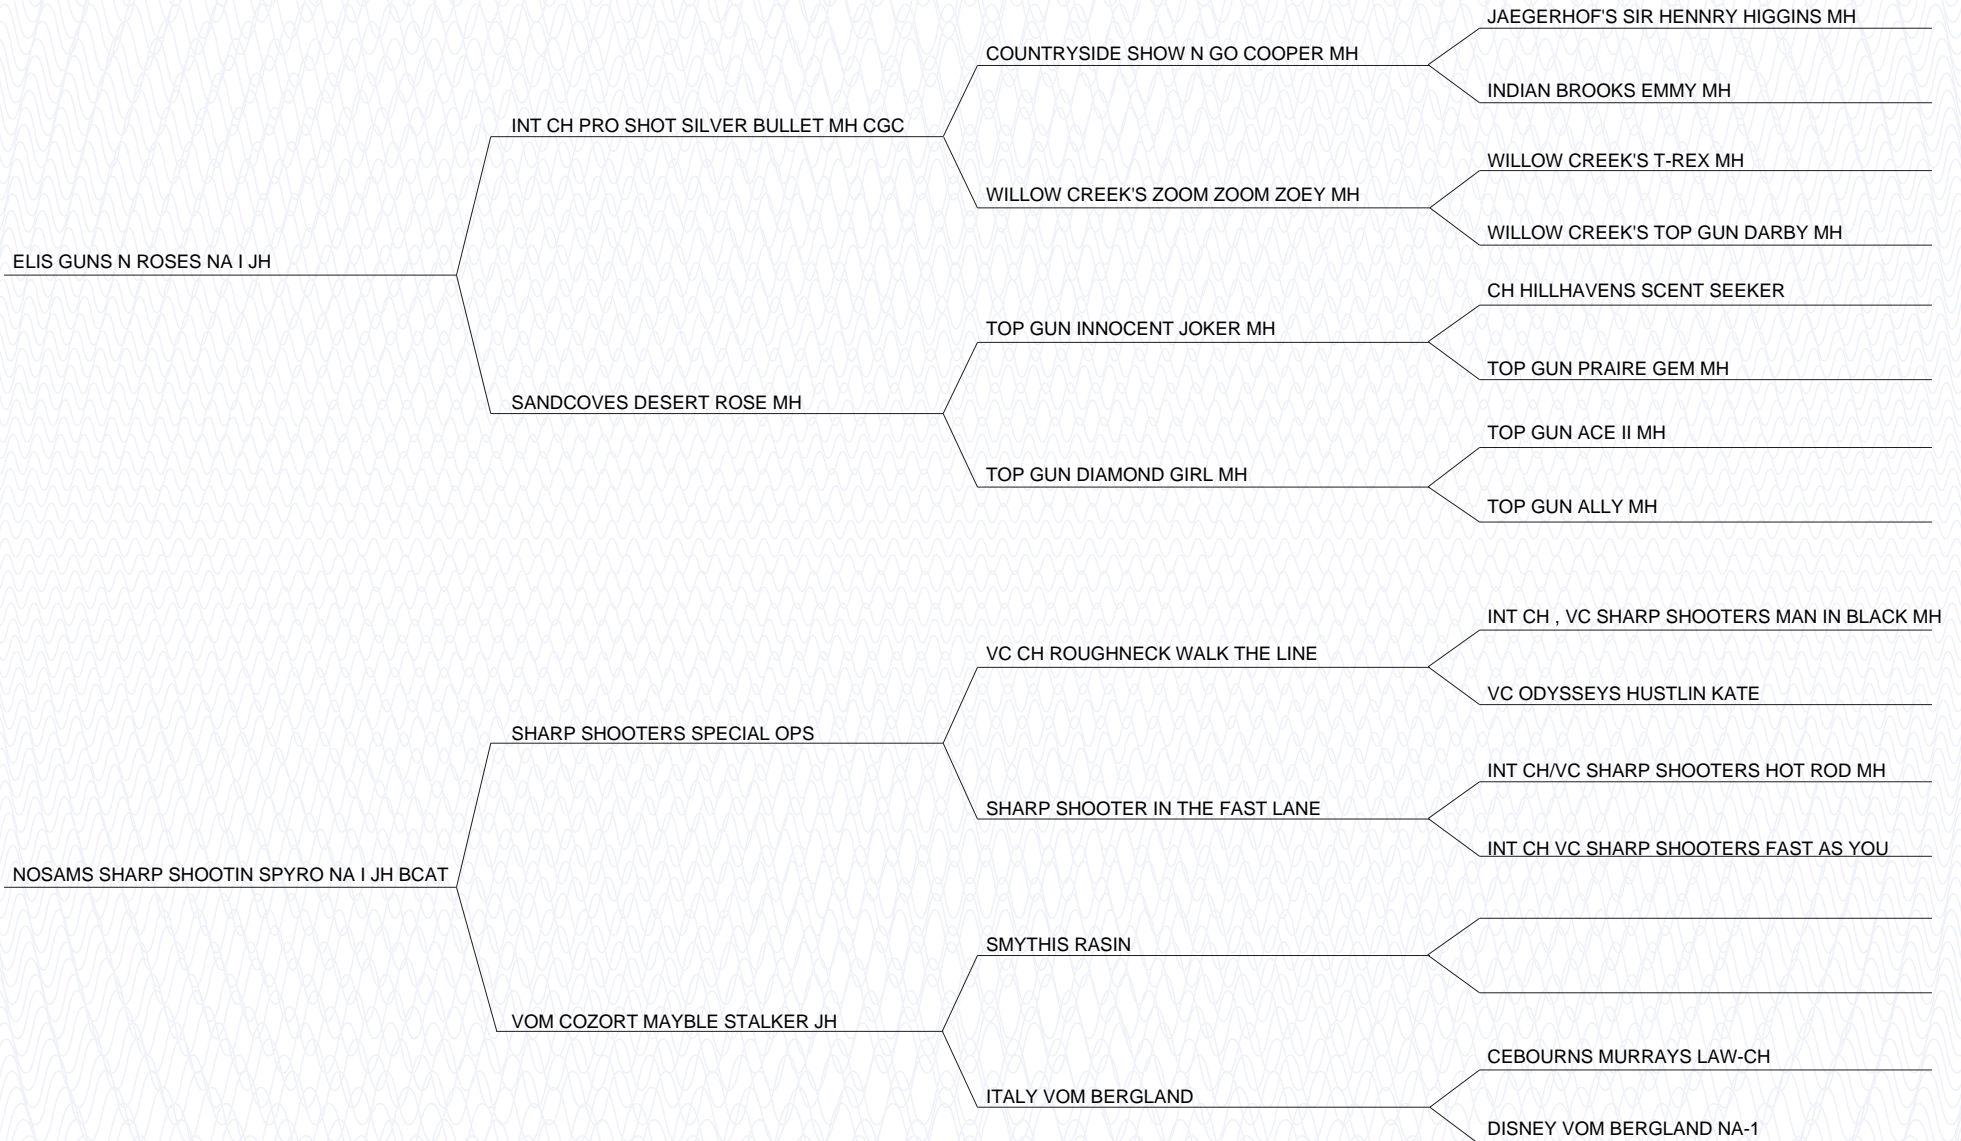 JAEGERHOF'S SIR HENNRY HIGGINS MH
COUNTRYSIDE SHOW N GO COOPER MH
INDIAN BROOKS EMMY MH
INT CH PRO SHOT SILVER BULLET MH CGC
WILLOW CREEK'S T-REX MH
WILLOW CREEK'S ZOOM ZOOM ZOEY MH
WILLOW CREEK'S TOP GUN DARBY MH
ELIS GUNS N ROSES NA I JH
CH HILLHAVENS SCENT SEEKER
TOP GUN INNOCENT JOKER MH
TOP GUN PRAIRE GEM MH
SANDCOVES DESERT ROSE MH
TOP GUN ACE II MH
TOP GUN DIAMOND GIRL MH
TOP GUN ALLY MH
INT CH , VC SHARP SHOOTERS MAN IN BLACK MH
VC CH ROUGHNECK WALK THE LINE
VC ODYSSEYS HUSTLIN KATE
SHARP SHOOTERS SPECIAL OPS
INT CH/VC SHARP SHOOTERS HOT ROD MH
SHARP SHOOTER IN THE FAST LANE
INT CH VC SHARP SHOOTERS FAST AS YOU
NOSAMS SHARP SHOOTIN SPYRO NA I JH BCAT
SMYTHIS RASIN
VOM COZORT MAYBLE STALKER JH
CEBOURNS MURRAYS LAW-CH
ITALY VOM BERGLAND
DISNEY VOM BERGLAND NA-1